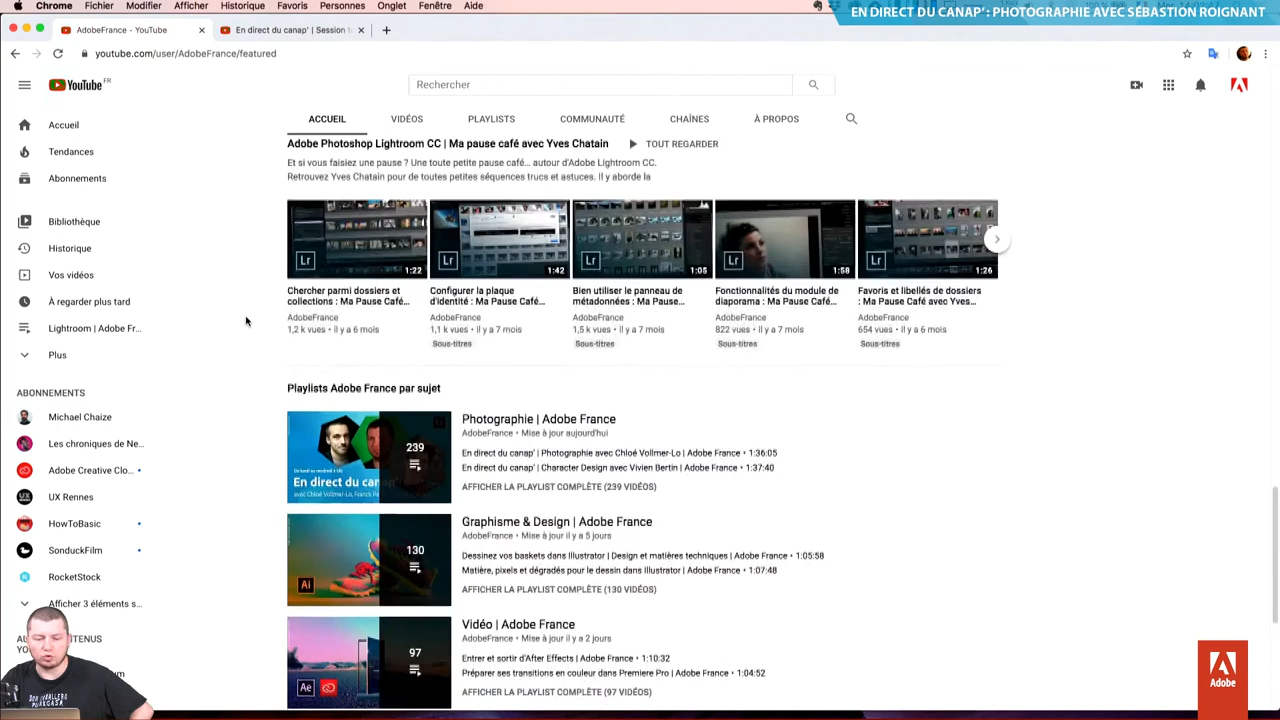 Chrome Fichier Modifier Afficher Historique Favoris Personnes Onglet Fenêtre Aide
EN DIRECT DU CANAP' : PHOTOGRAPHIE AVEC SÉBASTION ROIGNANT
AdobeFrance - YouTube
En direct du canap' | Session
youtube.com/user/AdobeFrance/featured
YouTube FR
Rechercher
ACCUEIL VIDÉOS PLAYLISTS COMMUNAUTÉ CHAÎNES À PROPOS
Accueil
Tendances
Abonnements
Bibliothèque
Historique
Vos vidéos
À regarder plus tard
Lightroom | Adobe Fr...
Plus
ABONNEMENTS
Michael Chaize
Les chroniques de Ne...
Adobe Creative Clo...
UX Rennes
HowToBasic
SonduckFilm
RocketStock
Afficher 3 éléments s...
Adobe Photoshop Lightroom CC | Ma pause café avec Yves Chatain TOUT REGARDER
Et si vous faisiez une pause ? Une toute petite pause café... autour d'Adobe Lightroom CC.
Retrouvez Yves Chatain pour de toutes petites séquences trucs et astuces. Il y aborde la
Lr 1:22
Lr 1:42
Lr 1:05
Lr 1:58
Lr 1:26
Chercher parmi dossiers et
collections : Ma Pause Café...
AdobeFrance
1,2 k vues • il y a 6 mois
Configurer la plaque
d'identité : Ma Pause Café...
AdobeFrance
1,1 k vues • il y a 7 mois
Sous-titres
Bien utiliser le panneau de
métadonnées : Ma Pause...
AdobeFrance
1,5 k vues • il y a 7 mois
Sous-titres
Fonctionnalités du module de
diaporama : Ma Pause Café...
AdobeFrance
822 vues • il y a 7 mois
Sous-titres
Favoris et libellés de dossiers
: Ma Pause Café avec Yves...
AdobeFrance
654 vues • il y a 6 mois
Sous-titres
Playlists Adobe France par sujet
239
En direct du canap'
Photographie | Adobe France
AdobeFrance • Mise à jour aujourd'hui
En direct du canap' | Photographie avec Chloé Vollmer-Lo | Adobe France • 1:36:05
En direct du canap' | Character Design avec Vivien Bertin | Adobe France • 1:37:40
AFFICHER LA PLAYLIST COMPLÈTE (239 VIDÉOS)
130
Ai
Graphisme & Design | Adobe France
AdobeFrance • Mise à jour il y a 5 jours
Dessinez vos baskets dans Illustrator | Design et matières techniques | Adobe France • 1:05:58
Matière, pixels et dégradés pour le dessin dans Illustrator | Adobe France • 1:07:48
AFFICHER LA PLAYLIST COMPLÈTE (130 VIDÉOS)
97
Ae
Vidéo | Adobe France
AdobeFrance • Mise à jour il y a 2 jours
Entrer et sortir d'After Effects | Adobe France • 1:10:32
Préparer ses transitions en couleur dans Premiere Pro | Adobe France • 1:04:52
AFFICHER LA PLAYLIST COMPLÈTE (97 VIDÉOS)
Adobe